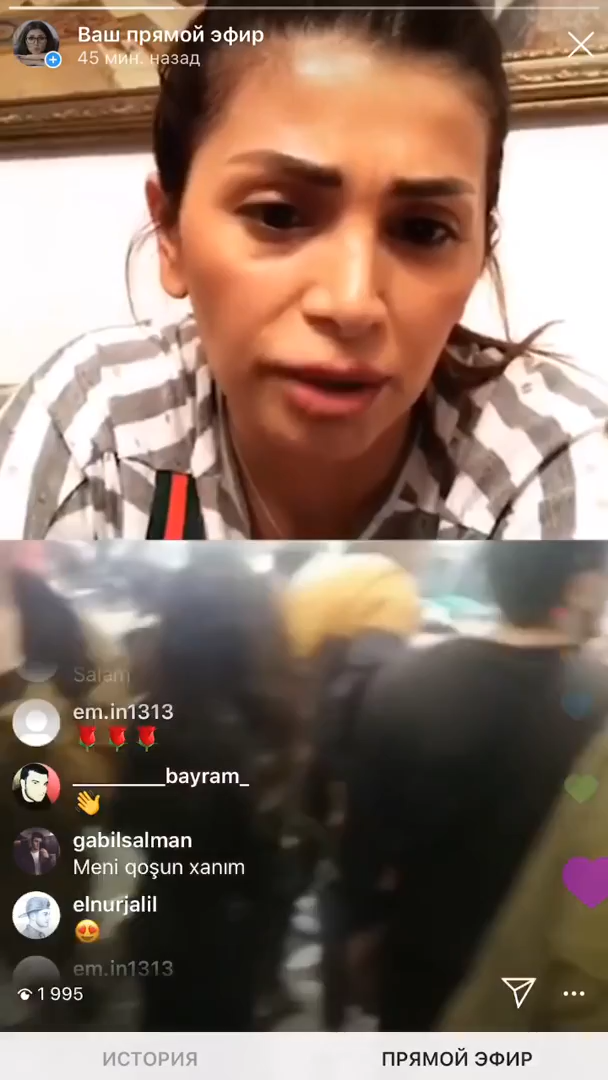 Ваш прямой эфир
45 мин. назад
Salam
em.in1313
🌹🌹🌹
_________bayram_
👋
gabilsalman
Meni qoşun xanım
elnurjalil
😍
em.in1313
1 995
ИСТОРИЯ
ПРЯМОЙ ЭФИР